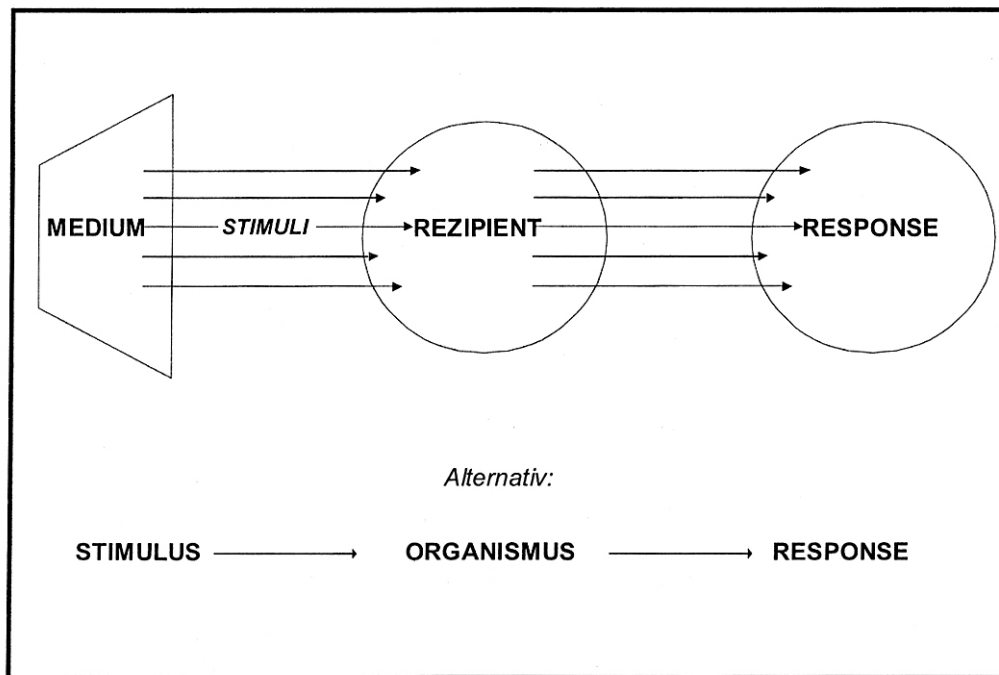 MEDIUM STIMULI REZIPIENT RESPONSE
Alternativ:
STIMULUS ORGANISMUS RESPONSE